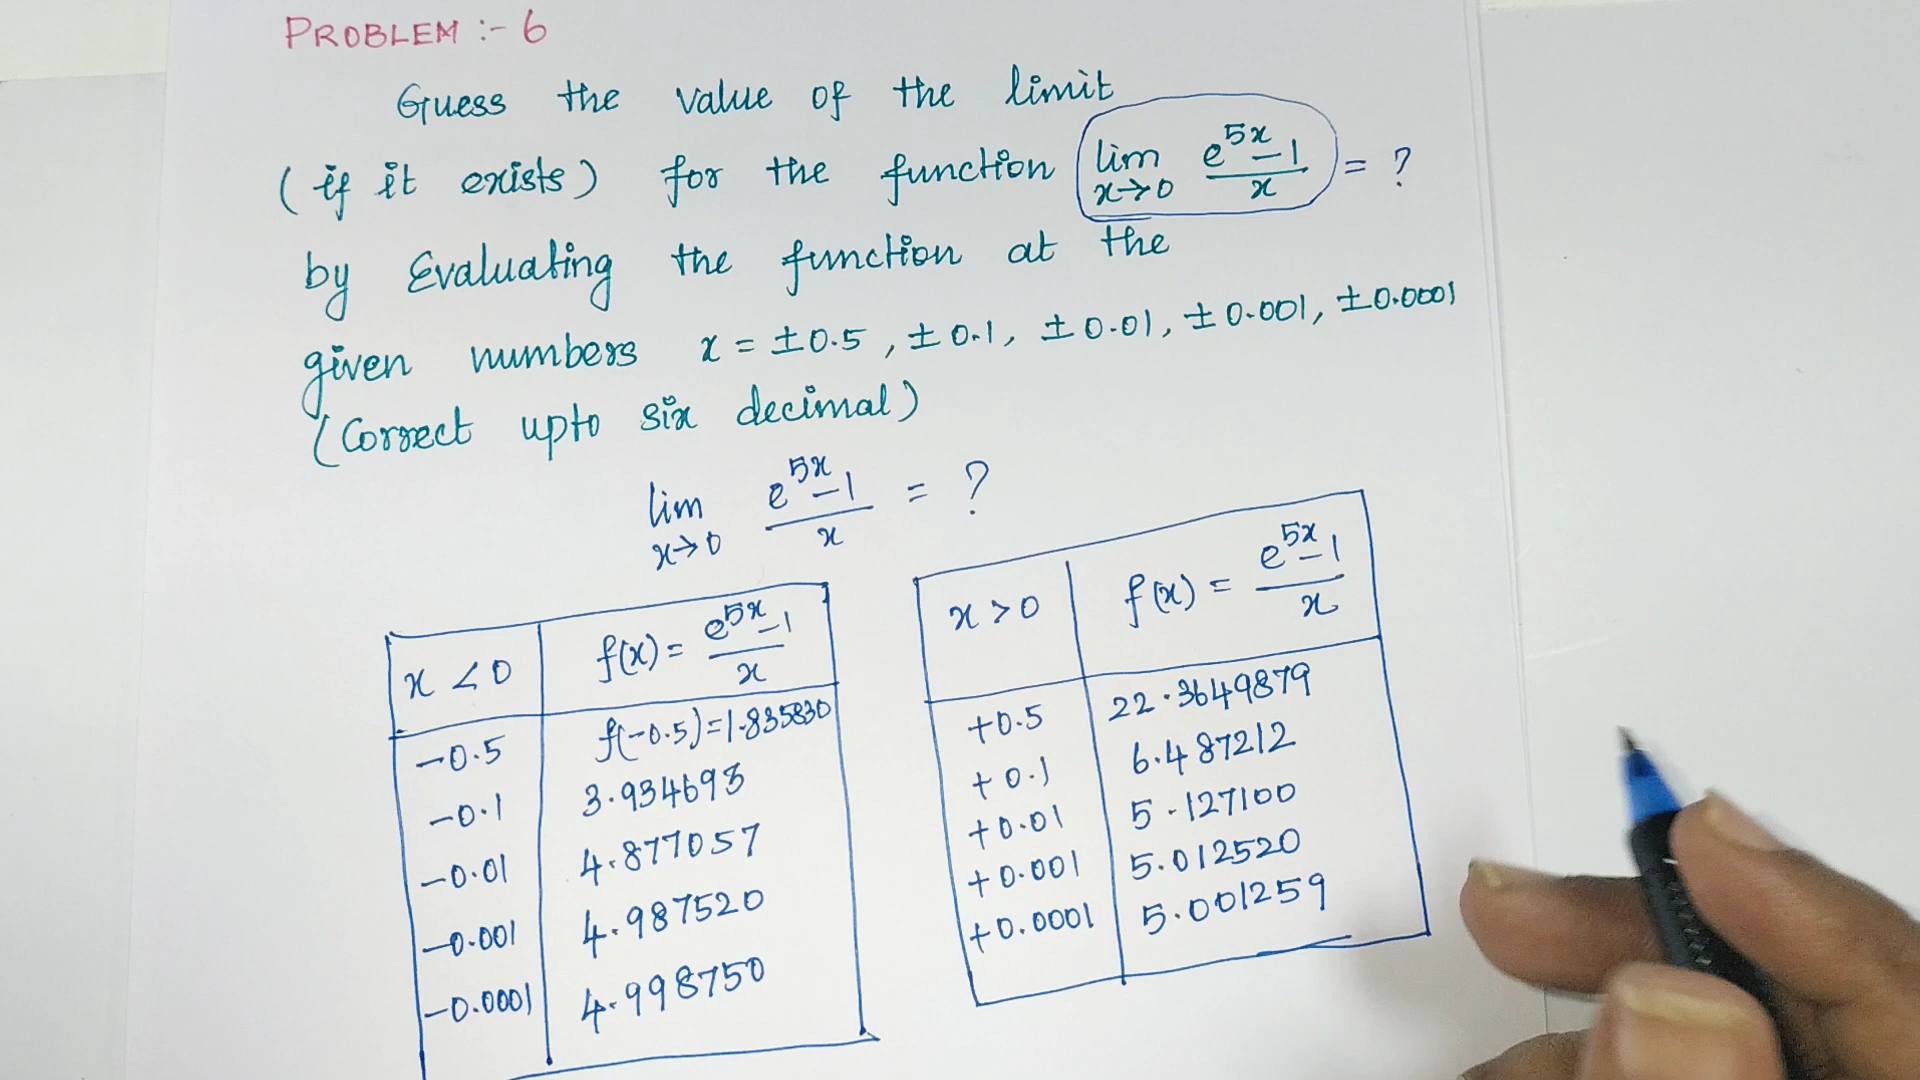 PROBLEM :- 6
Guess the value of the limit
(if it exists) for the function lim x→0 e^5x-1/x = ?
by Evaluating the function at the
given numbers x = ±0.5, ±0.1, ±0.01, ±0.001, ±0.0001
(Correct upto six decimal)
lim x→0 e^5x-1/x = ?
x < 0 f(x) = e^5x-1/x
-0.5 f(-0.5)=1.835830
-0.1 3.934693
-0.01 4.877057
-0.001 4.987520
-0.0001 4.998750
x > 0 f(x) = e^5x-1/x
+0.5 22.3649879
+0.1 6.487212
+0.01 5.127100
+0.001 5.012520
+0.0001 5.001259